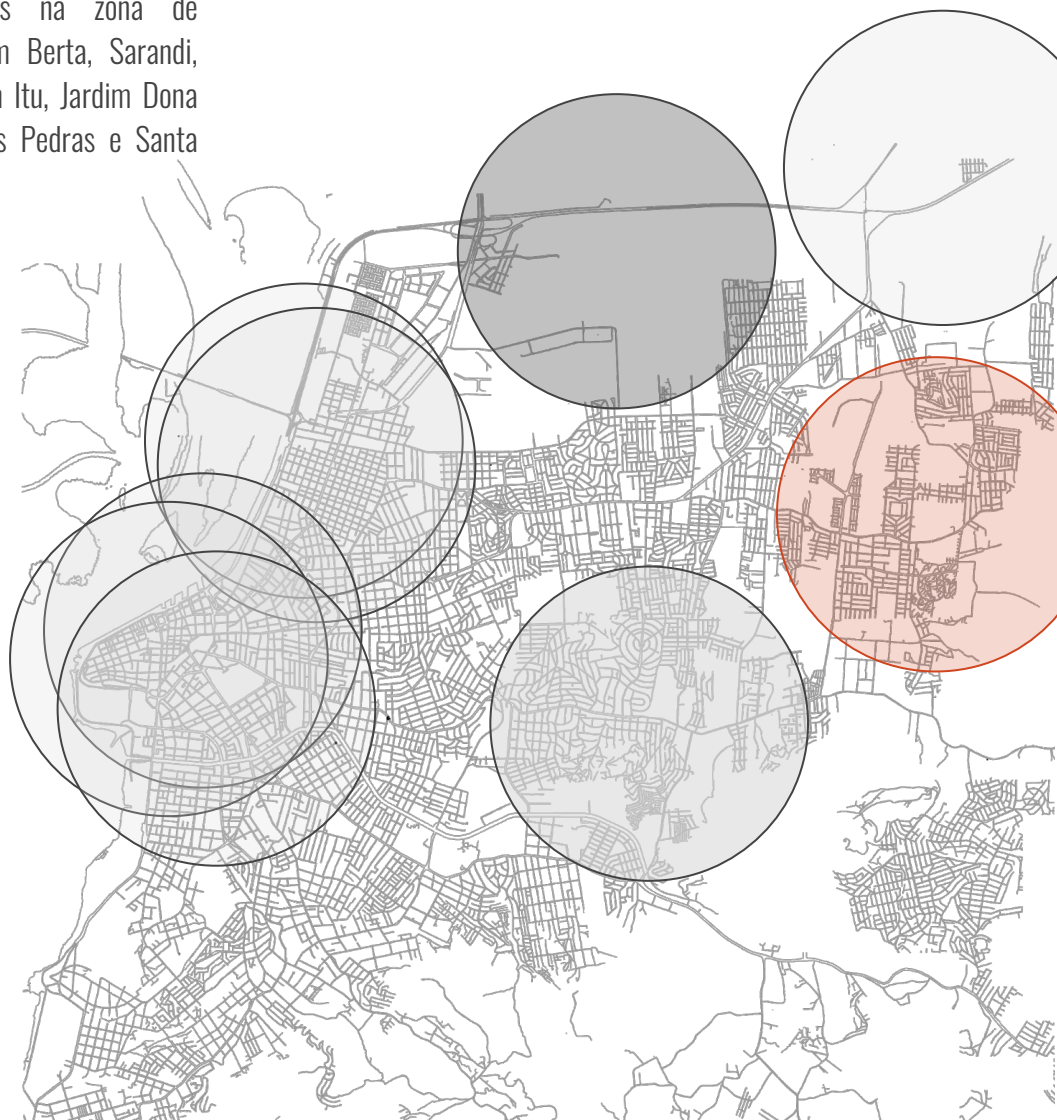 s na zona de
Berta, Sarandi,
Itu, Jardim Dona
s Pedras e Santa